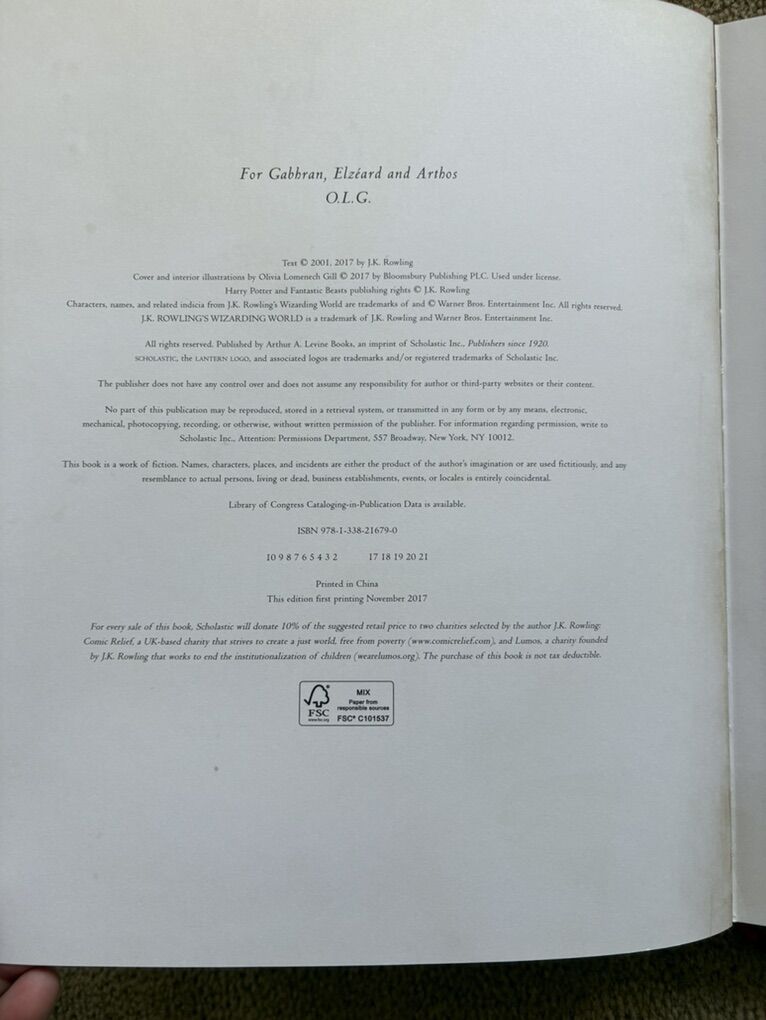 For Gabhran, Elzéard and Arthos
O.L.G.
Text © 2001, 2017 by J.K. Rowling
Cover and interior illustrations by Olivia Lomenech Gill © 2017 by Bloomsbury Publishing PLC. Used under license.
Harry Potter and Fantastic Beasts publishing rights © J.K. Rowling
Characters, names, and related indicia from J.K. Rowling's Wizarding World are trademarks of and © Warner Bros. Entertainment Inc. All rights reserved.
J.K. ROWLING'S WIZARDING WORLD is a trademark of J.K. Rowling and Warner Bros. Entertainment Inc.
All rights reserved. Published by Arthur A. Levine Books, an imprint of Scholastic Inc., Publishers since 1920.
SCHOLASTIC, the LANTERN LOGO, and associated logos are trademarks and/or registered trademarks of Scholastic Inc.
The publisher does not have any control over and does not assume any responsibility for author or third-party websites or their content.
No part of this publication may be reproduced, stored in a retrieval system, or transmitted in any form or by any means, electronic,
mechanical, photocopying, recording, or otherwise, without written permission of the publisher. For information regarding permission, write to
Scholastic Inc., Attention: Permissions Department, 557 Broadway, New York, NY 10012.
This book is a work of fiction. Names, characters, places, and incidents are either the product of the author's imagination or are used fictitiously, and any
resemblance to actual persons, living or dead, business establishments, events, or locales is entirely coincidental.
Library of Congress Cataloging-in-Publication Data is available.
ISBN 978-1-338-21679-0
10 9 8 7 6 5 4 3 2 17 18 19 20 21
Printed in China
This edition first printing November 2017
For every sale of this book, Scholastic will donate 10% of the suggested retail price to two charities selected by the author J.K. Rowling:
Comic Relief, a UK-based charity that strives to create a just world, free from poverty (www.comicrelief.com), and Lumos, a charity founded
by J.K. Rowling that works to end the institutionalization of children (wearelumos.org). The purchase of this book is not tax deductible.
FSC
www.fsc.org
MIX
Paper from
responsible sources
FSC® C101537